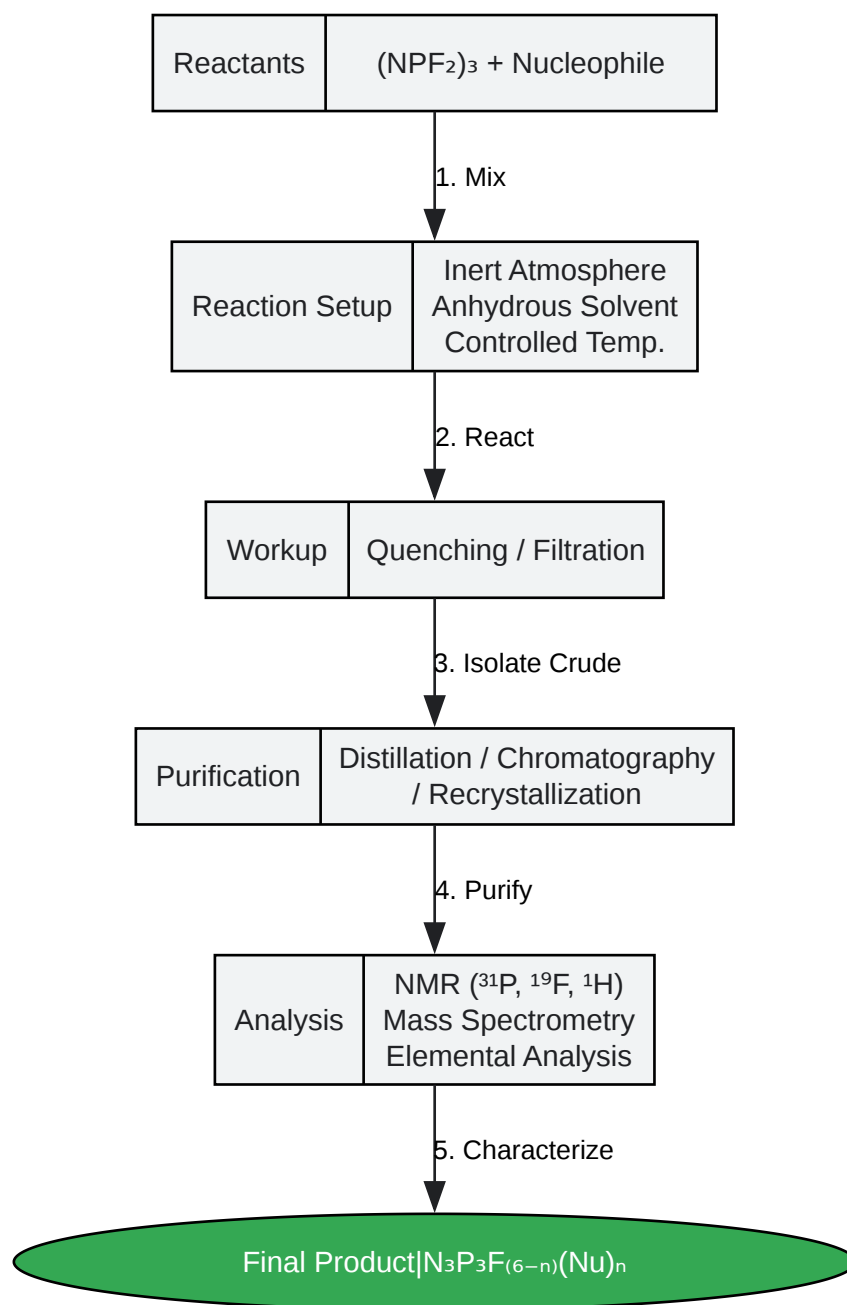 Reactants
(NPF₂)₃ + Nucleophile
1. Mix
Reaction Setup
Inert Atmosphere
Anhydrous Solvent
Controlled Temp.
2. React
Workup
Quenching / Filtration
3. Isolate Crude
Purification
Distillation / Chromatography
/ Recrystallization
4. Purify
Analysis
NMR (³¹P, ¹⁹F, ¹H)
Mass Spectrometry
Elemental Analysis
5. Characterize
Final Product|N₃P₃F₍₆₋ₙ₎(Nu)ₙ